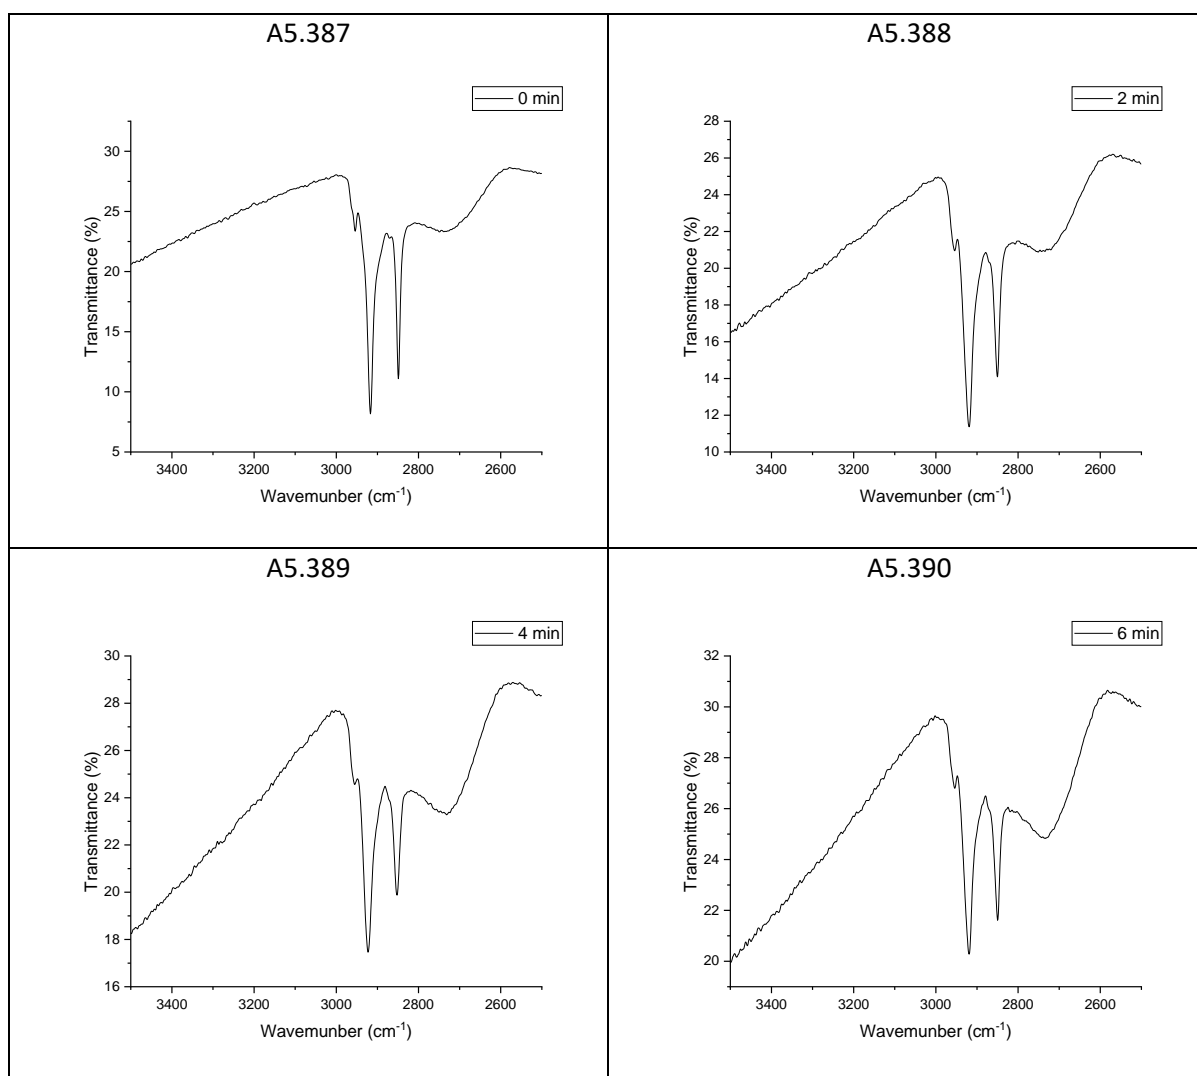 A5.387
0 min
30
25
20
15
10
5
Transmittance (%)
3400 3200 3000 2800 2600
Wavemunber (cm-1)
A5.388
2 min
28
26
24
22
20
18
16
14
12
10
Transmittance (%)
3400 3200 3000 2800 2600
Wavemunber (cm-1)
A5.389
4 min
30
28
26
24
22
20
18
16
Transmittance (%)
3400 3200 3000 2800 2600
Wavemunber (cm-1)
A5.390
6 min
32
30
28
26
24
22
20
Transmittance (%)
3400 3200 3000 2800 2600
Wavemunber (cm-1)